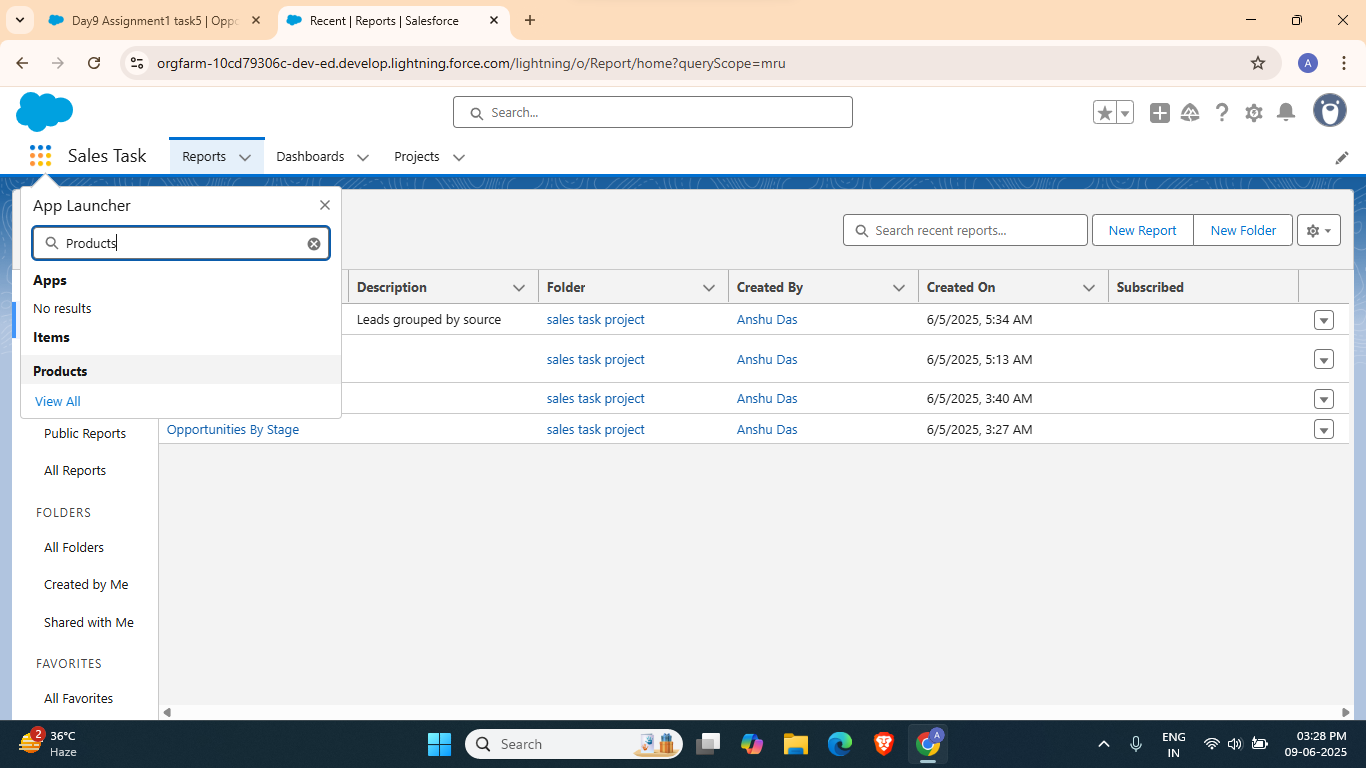 Day9 Assignment1 task5 | Oppo
Recent | Reports | Salesforce
orgfarm-10cd79306c-dev-ed.develop.lightning.force.com/lightning/o/Report/home?queryScope=mru
A
Search...
Sales Task
Reports
Dashboards
Projects
App Launcher
Products
Apps
No results
Items
Products
View All
Search recent reports...
New Report
New Folder
Description
Folder
Created By
Created On
Subscribed
Leads grouped by source
sales task project
Anshu Das
6/5/2025, 5:34 AM
sales task project
Anshu Das
6/5/2025, 5:13 AM
sales task project
Anshu Das
6/5/2025, 3:40 AM
Opportunities By Stage
sales task project
Anshu Das
6/5/2025, 3:27 AM
Public Reports
All Reports
FOLDERS
All Folders
Created by Me
Shared with Me
FAVORITES
All Favorites
2
36°C
Haze
Search
A
ENG
IN
03:28 PM
09-06-2025